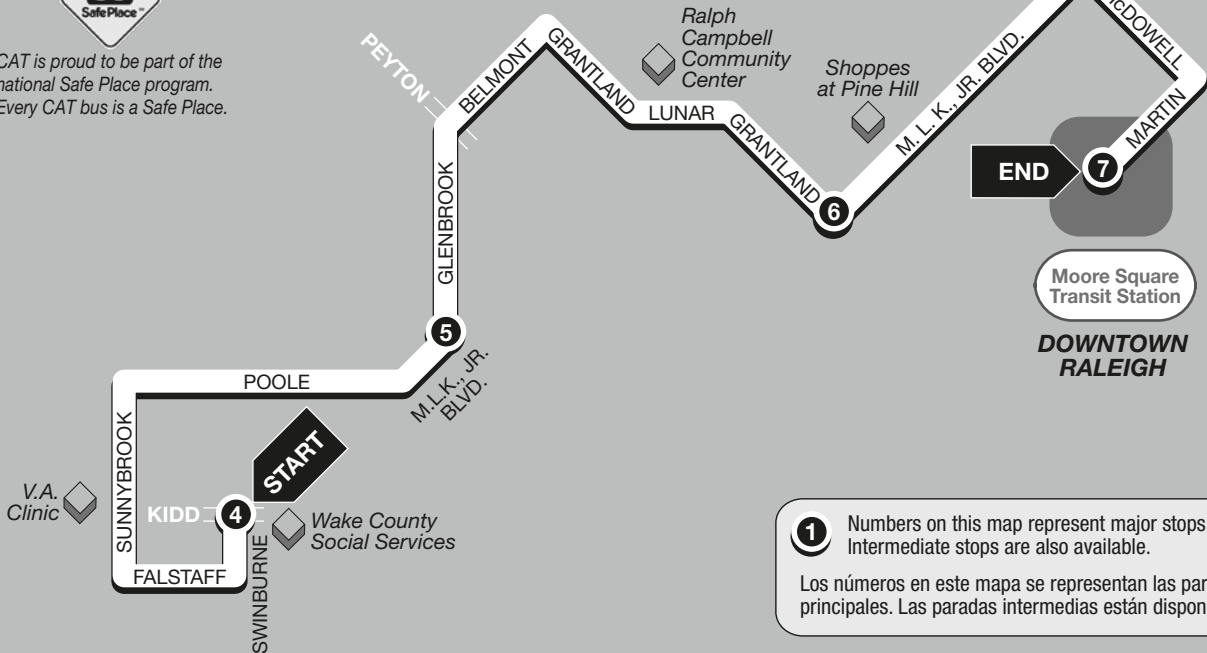 Safe Place
CAT is proud to be part of the
national Safe Place program.
Every CAT bus is a Safe Place.
PEYTON
BELMONT
GRANTLAND
Ralph
Campbell
Community
Center
LUNAR
GRANTLAND
Shoppes
at Pine Hill
M. L. K., JR. BLVD.
McDOWELL
MARTIN
END
7
6
Moore Square
Transit Station
DOWNTOWN
RALEIGH
GLENBROOK
5
M.L.K., JR.
BLVD.
POOLE
SUNNYBROOK
START
V.A.
Clinic
KIDD
4
Wake County
Social Services
FALSTAFF
SWINBURNE
1
Numbers on this map represent major stops
Intermediate stops are also available.
Los números en este mapa se representan las par
principales. Las paradas intermedias están dispon